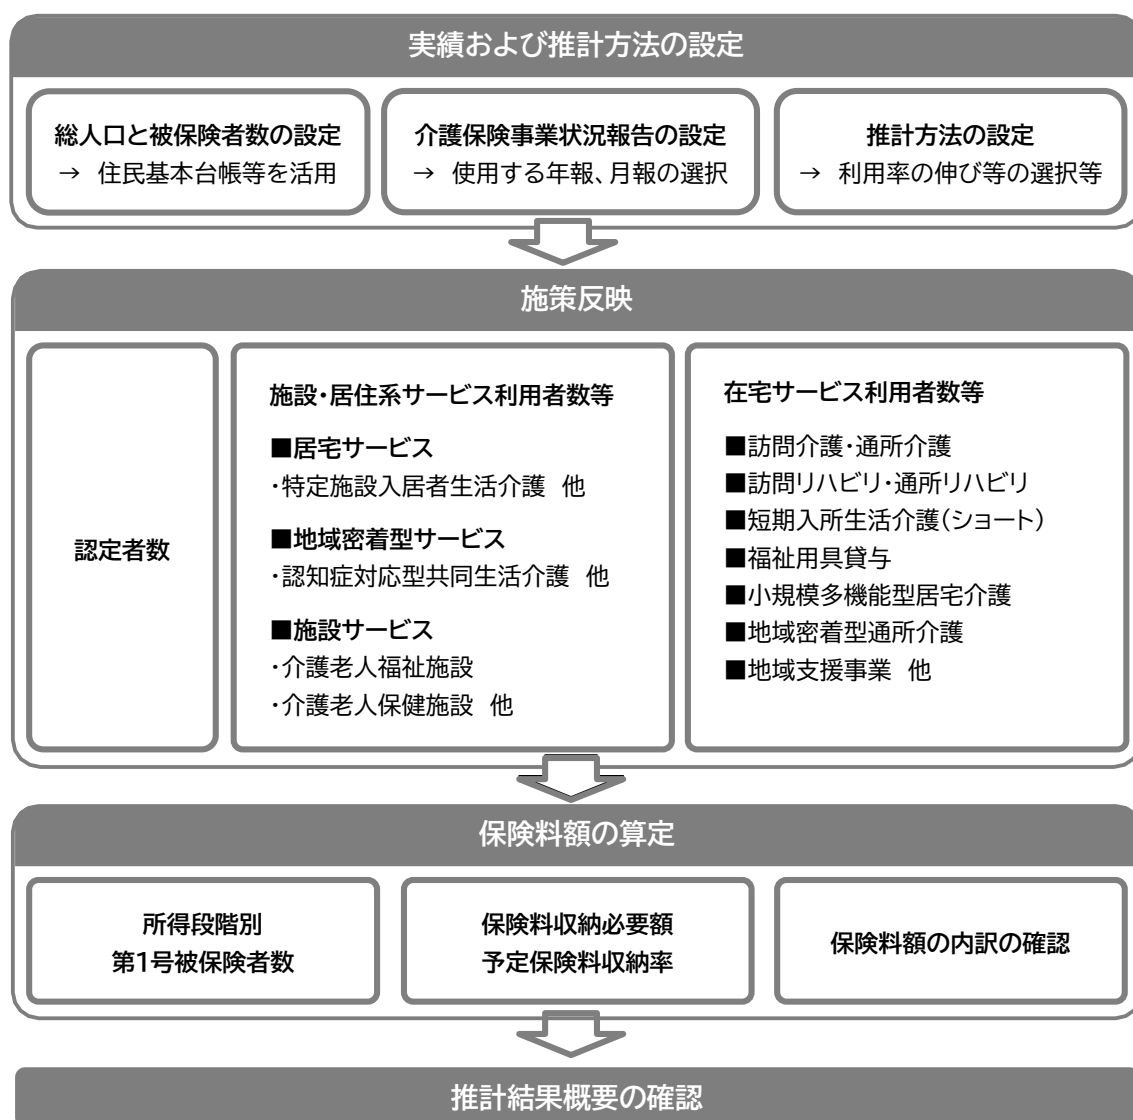 実績および推計方法の設定
総人口と被保険者数の設定
→ 住民基本台帳等を活用
介護保険事業状況報告の設定
→ 使用する年報、月報の選択
推計方法の設定
→ 利用率の伸び等の選択等
施策反映
認定者数
施設・居住系サービス利用者数等
■居宅サービス
・特定施設入居者生活介護 他
■地域密着型サービス
・認知症対応型共同生活介護 他
■施設サービス
・介護老人福祉施設
・介護老人保健施設 他
在宅サービス利用者数等
■訪問介護・通所介護
■訪問リハビリ・通所リハビリ
■短期入所生活介護(ショート)
■福祉用具貸与
■小規模多機能型居宅介護
■地域密着型通所介護
■地域支援事業 他
保険料額の算定
所得段階別
第1号被保険者数
保険料収納必要額
予定保険料収納率
保険料額の内訳の確認
推計結果概要の確認